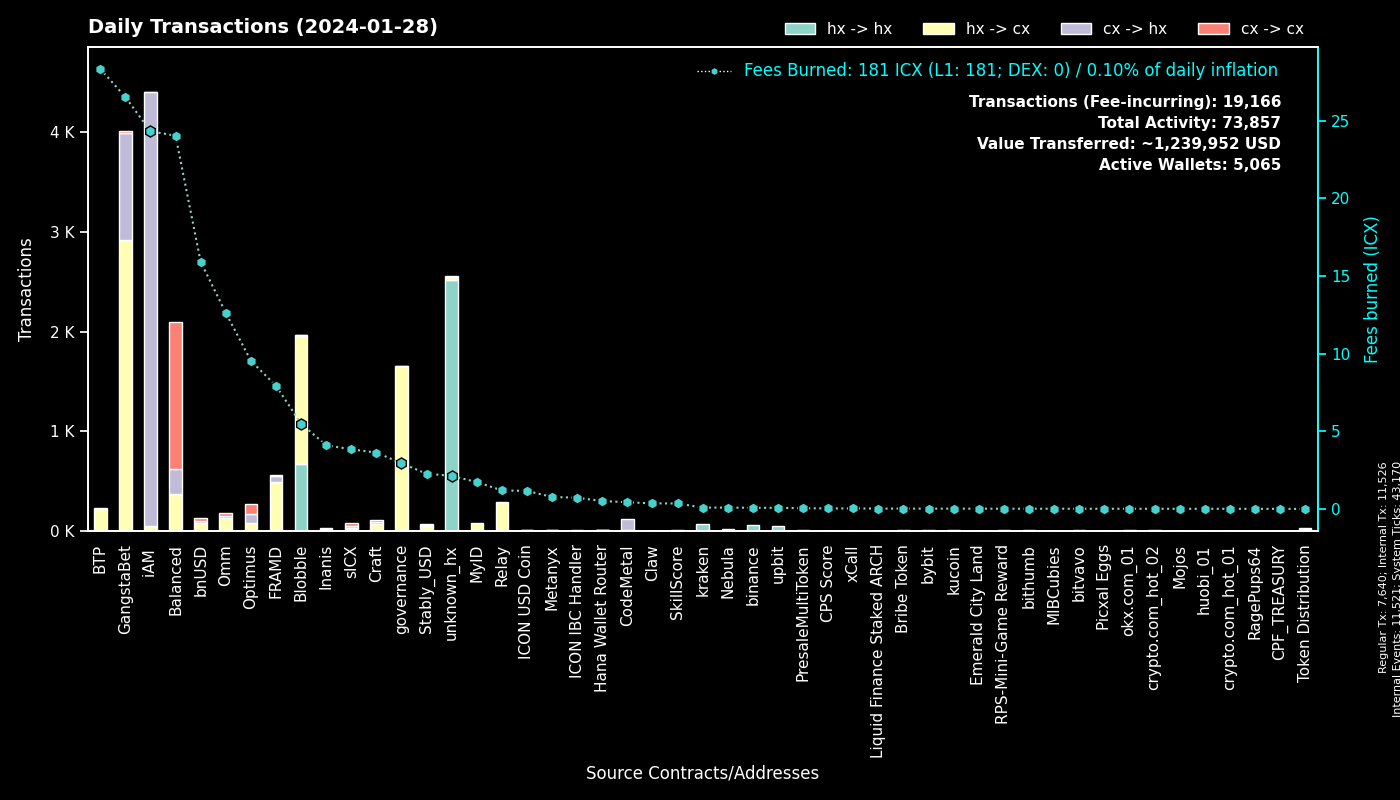 Daily Transactions (2024-01-28)
hx -> hx
hx -> cx
cx -> hx
cx -> cx
Fees Burned: 181 ICX (L1: 181; DEX: 0) / 0.10% of daily inflation
Transactions (Fee-incurring): 19,166
Total Activity: 73,857
Value Transferred: ~1,239,952 USD
Active Wallets: 5,065
Transactions
4 K
3 K
2 K
1 K
0 K
25
20
15
10
5
0
Fees burned (ICX)
BTP
GangstaBet
iAM
Balanced
bnUSD
Omm
Optimus
FRAMD
Blobble
Inanis
sICX
Craft
governance
Stably_USD
unknown_hx
MyID
Relay
ICON USD Coin
Metanyx
ICON IBC Handler
Hana Wallet Router
CodeMetal
Claw
SkillScore
kraken
Nebula
binance
upbit
PresaleMultiToken
CPS Score
xCall
Liquid Finance Staked ARCH
Bribe Token
bybit
kucoin
Emerald City Land
RPS-Mini-Game Reward
bithumb
MIBCubies
bitvavo
Picxal Eggs
okx.com_01
crypto.com_hot_02
Mojos
huobi_01
crypto.com_hot_01
RagePups64
CPF_TREASURY
Token Distribution
Source Contracts/Addresses
Regular Tx: 7,640; Internal Tx: 11,526
Internal Events: 11,521; System Ticks: 43,170